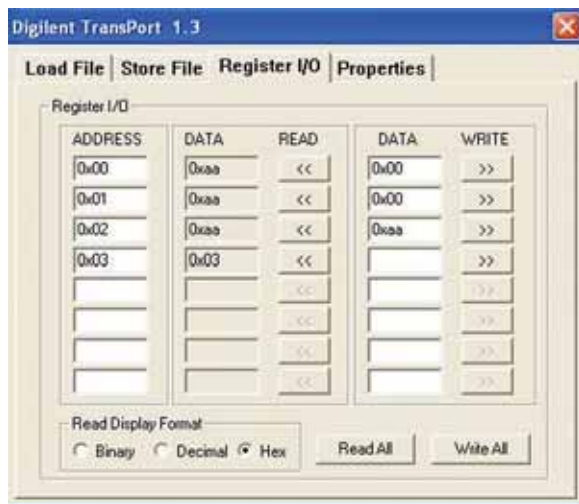 Digilent TransPort 1.3
Load File Store File Register I/O Properties
Register I/O
ADDRESS DATA READ DATA WRITE
0x00 0xaa << 0x00 >>
0x01 0xaa << 0x00 >>
0x02 0xaa << 0xaa >>
0x03 0x03 << >>
<< >>
<< >>
<< >>
<< >>
Read Display Format
Binary Decimal Hex Read All Write All